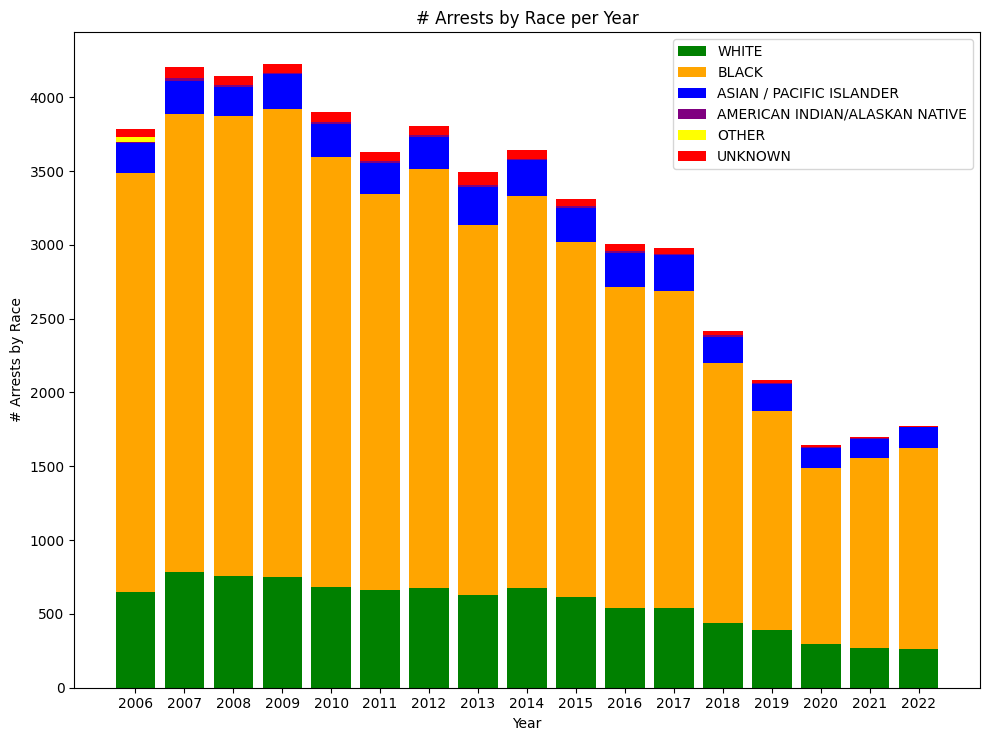 # Arrests by Race per Year
WHITE
BLACK
ASIAN / PACIFIC ISLANDER
AMERICAN INDIAN/ALASKAN NATIVE
OTHER
UNKNOWN
# Arrests by Race
4000
3500
3000
2500
2000
1500
1000
500
0
2006 2007 2008 2009 2010 2011 2012 2013 2014 2015 2016 2017 2018 2019 2020 2021 2022
Year